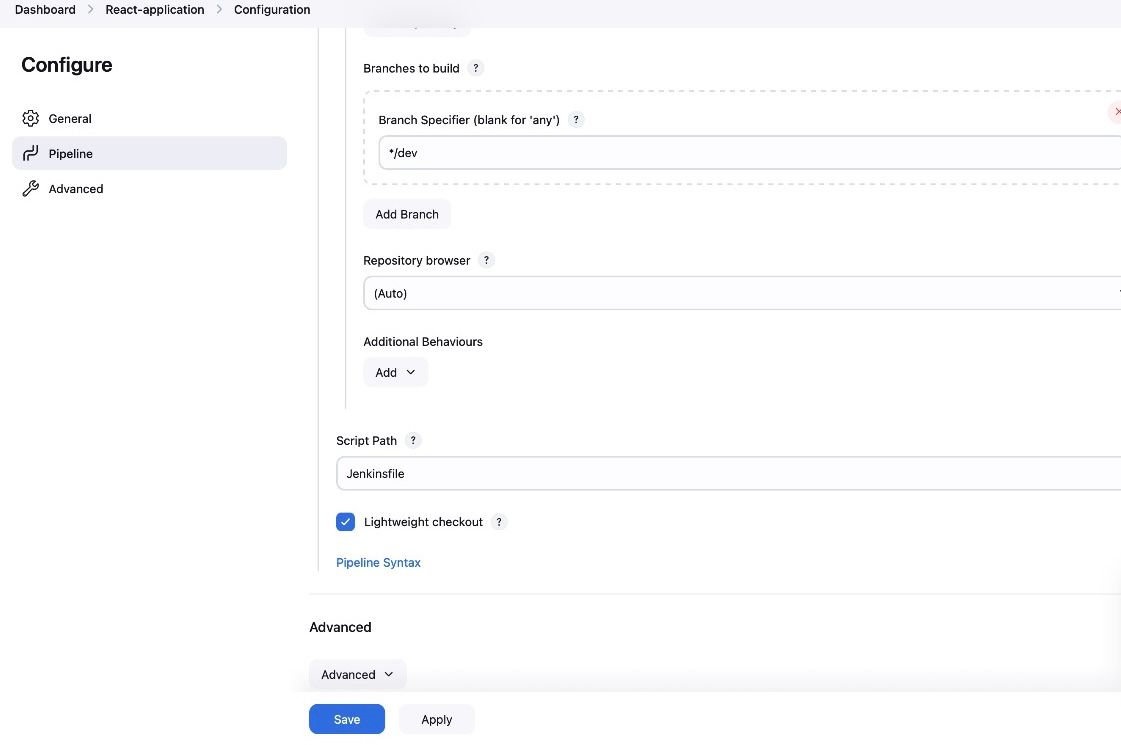 Dashboard > React-application > Configuration
Configure
General
Pipeline
Advanced
Branches to build ?
Branch Specifier (blank for 'any') ?
*/dev
Add Branch
Repository browser ?
(Auto)
Additional Behaviours
Add
Script Path ?
Jenkinsfile
Lightweight checkout ?
Pipeline Syntax
Advanced
Advanced
Save
Apply